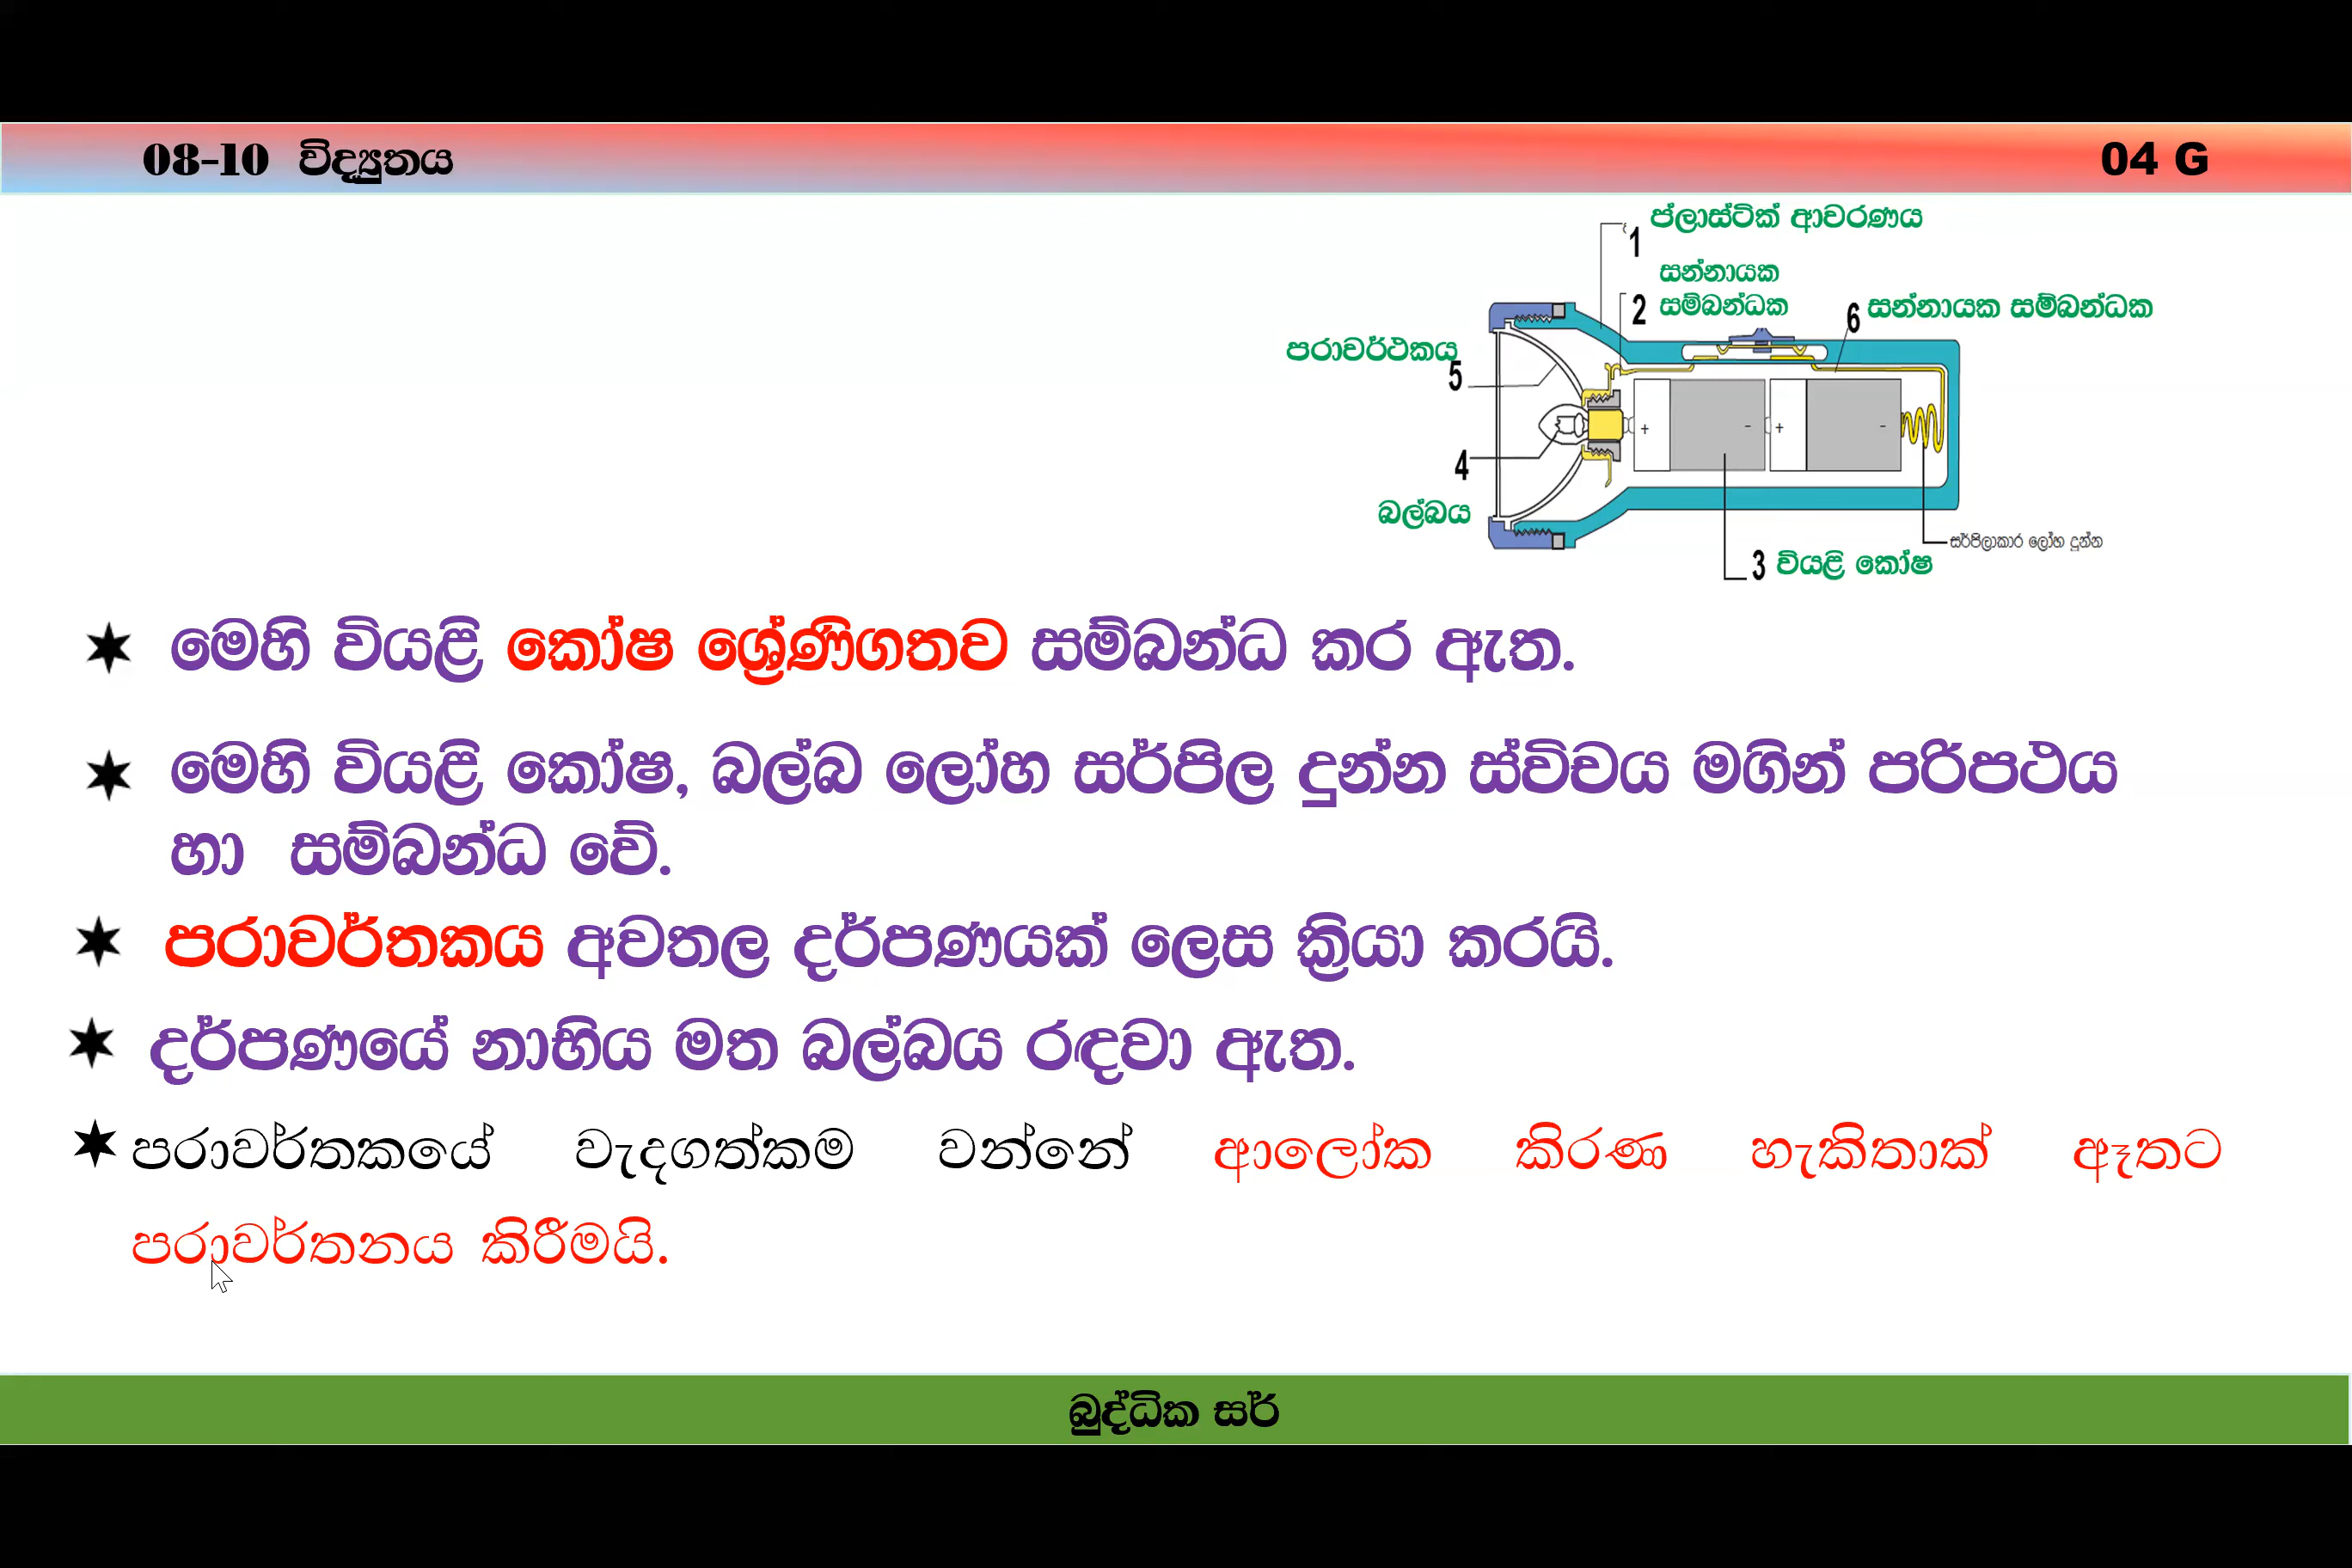 08-10 විද්‍යුතය
04 G
ප්ලාස්ටික් ආවරණය
1
සන්නායක
2 සම්බන්ධක
6 සන්නායක සම්බන්ධක
පරාවර්ථකය
5
+ - + -
4
බල්බය
සර්පිලාකාර ලෝහ දුන්න
3 වියළි කෝෂ
✶ මෙහි වියළි කෝෂ ශ්‍රේණිගතව සම්බන්ධ කර ඇත.
✶ මෙහි වියළි කෝෂ, බල්බ ලෝහ සර්පිල දුන්න ස්විචය මගින් පරිපථය
හා සම්බන්ධ වේ.
✶ පරාවර්තකය අවතල දර්පණයක් ලෙස ක්‍රියා කරයි.
✶ දර්පණයේ නාභිය මත බල්බය රඳවා ඇත.
✶ පරාවර්තකයේ වැදගත්කම වන්නේ ආලෝක කිරණ හැකිතාක් ඈතට
පරාවර්තනය කිරීමයි.
බුද්ධික සර්